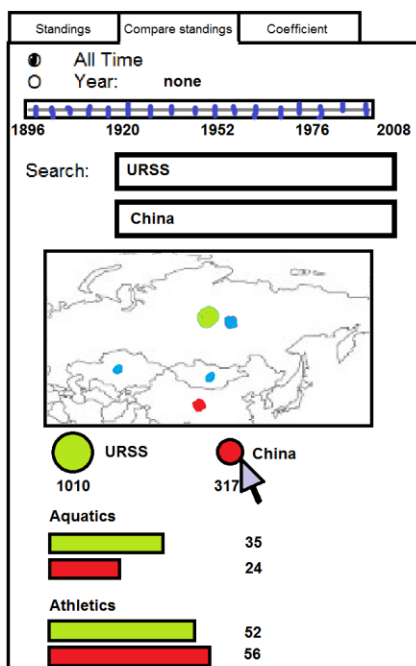 Standings Compare standings Coefficient
All Time
Year: none
1896 1920 1952 1976 2008
Search: URSS
China
URSS China
1010 317
Aquatics
35
24
Athletics
52
56